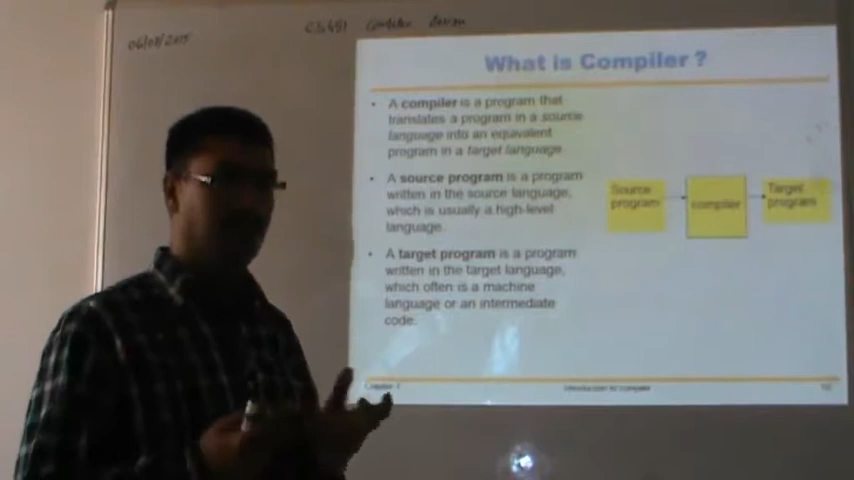 06/08/2015
CS451 Compiler Design
What is Compiler ?
• A compiler is a program that
translates a program in a source
language into an equivalent
program in a target language.
• A source program is a program
written in the source language,
which is usually a high-level
language.
• A target program is a program
written in the target language,
which often is a machine
language or an intermediate
code.
Source
program
compiler
Target
program
Chapter 1
Introduction to Compiler